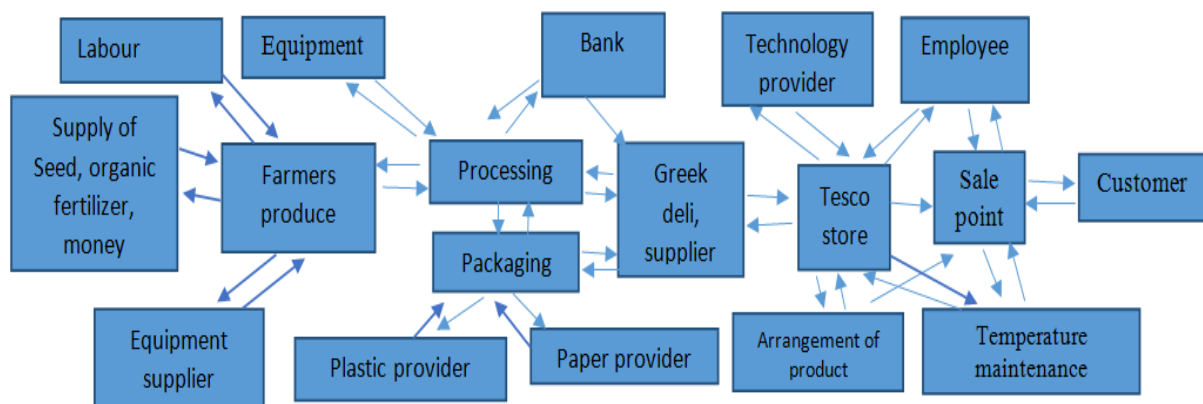 Labour
Equipment
Bank
Technology
provider
Employee
Supply of
Seed, organic
fertilizer,
money
Farmers
produce
Processing
Greek
deli,
supplier
Tesco
store
Sale
point
Customer
Packaging
Equipment
supplier
Plastic provider
Paper provider
Arrangement of
product
Temperature
maintenance